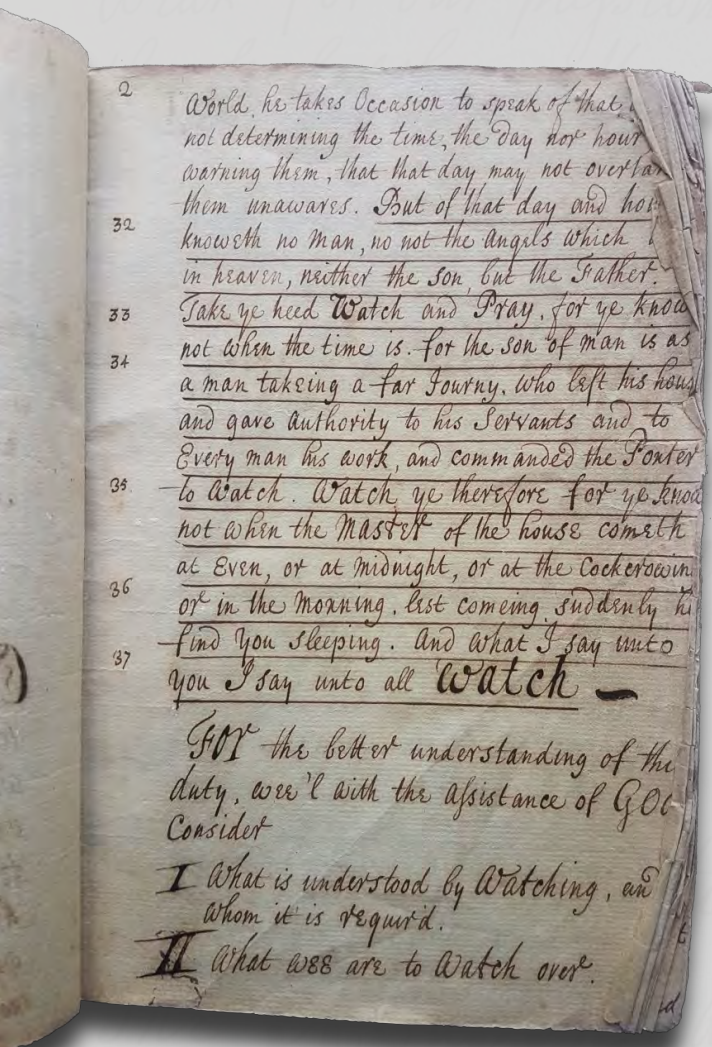 2
World, he takes Occasion to speak of that
not determining the time, the day nor hour
warning them, that that day may not overtak
them unawares. But of that day and hou
32
knoweth no man, no not the Angels which
in heaven, neither the son, but the Father.
33 Take ye heed Watch and Pray, for ye know
not when the time is. for the son of man is as
34
a man takeing a far Journy, who left his hous
and gave authority to his Servants and to
Every man his work, and commanded the Porter
35 to Watch. Watch ye therefore for ye know
not when the MASTER of the house cometh
at Even, or at midnight, or at the Cockcrowin
36
or in the Morning. lest comeing suddenly he
find you sleeping. And what I say unto
37
you I say unto all Watch —
FOR the better understanding of the
duty, wee'l with the Assistance of GOD
Consider
I What is understood by Watching, an
whom it is requir'd.
II What wee are to Watch over.